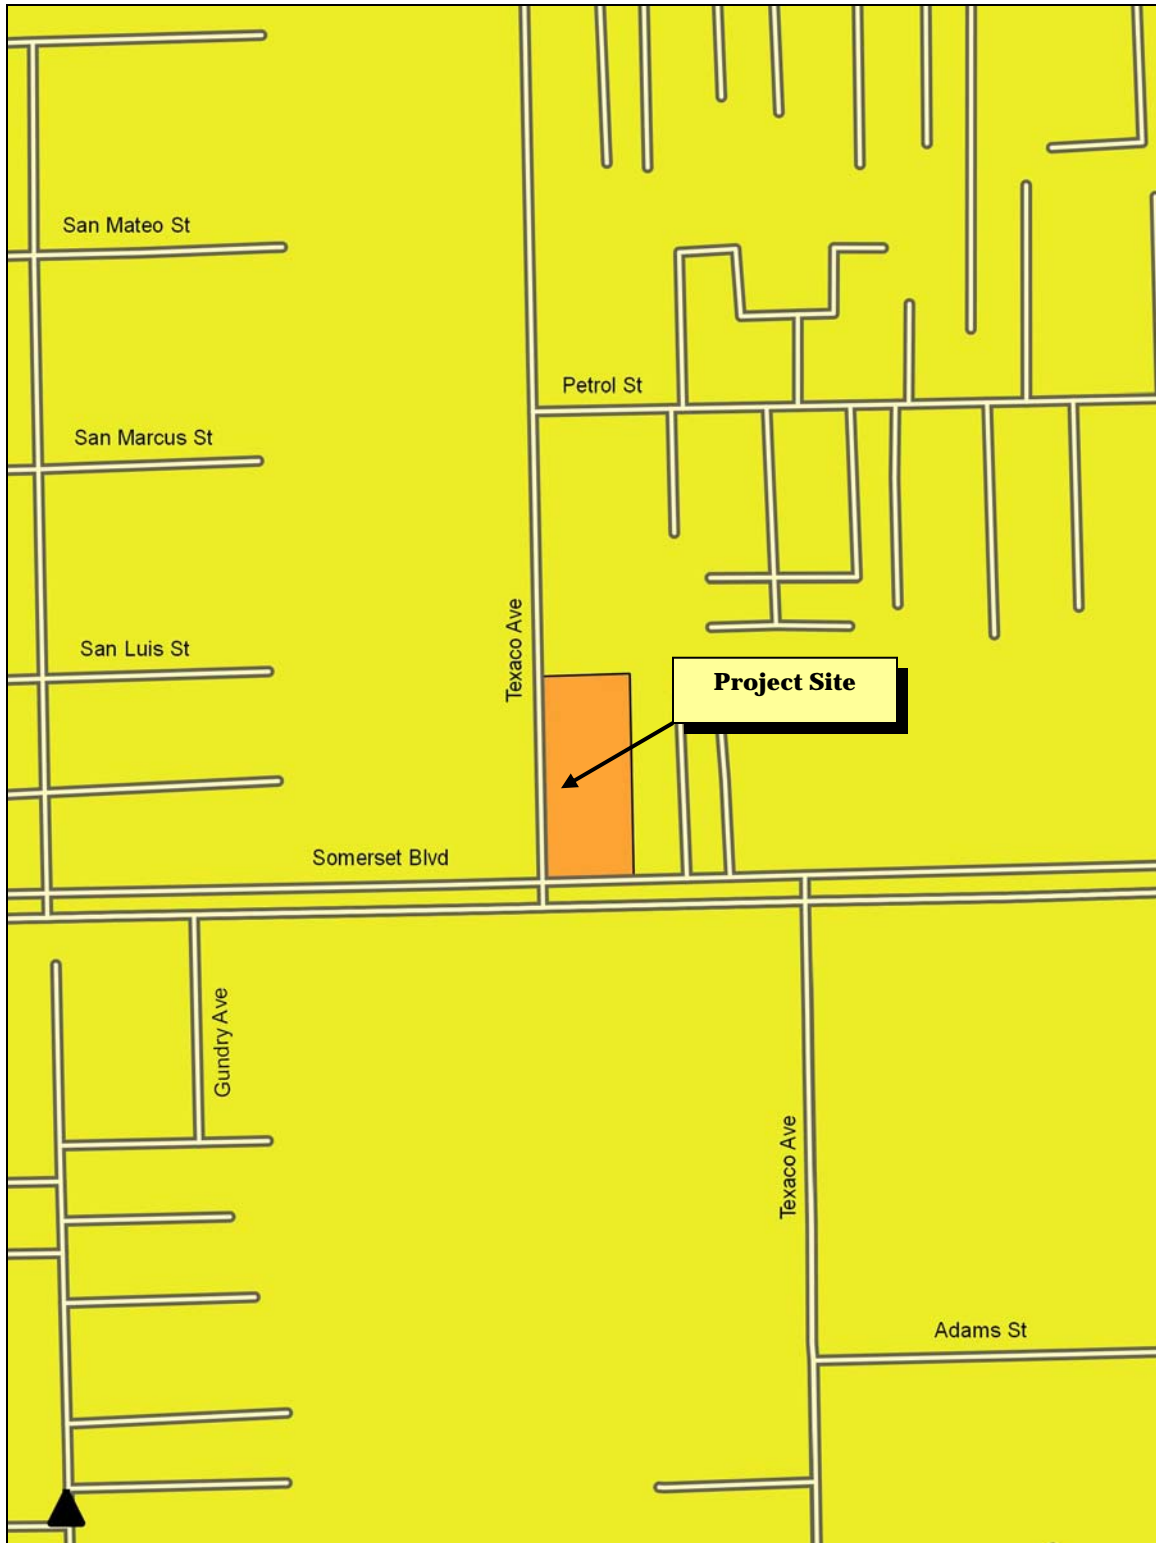 San Mateo St
Petrol St
San Marcus St
Texaco Ave
San Luis St
Project Site
Somerset Blvd
Gundry Ave
Texaco Ave
Adams St